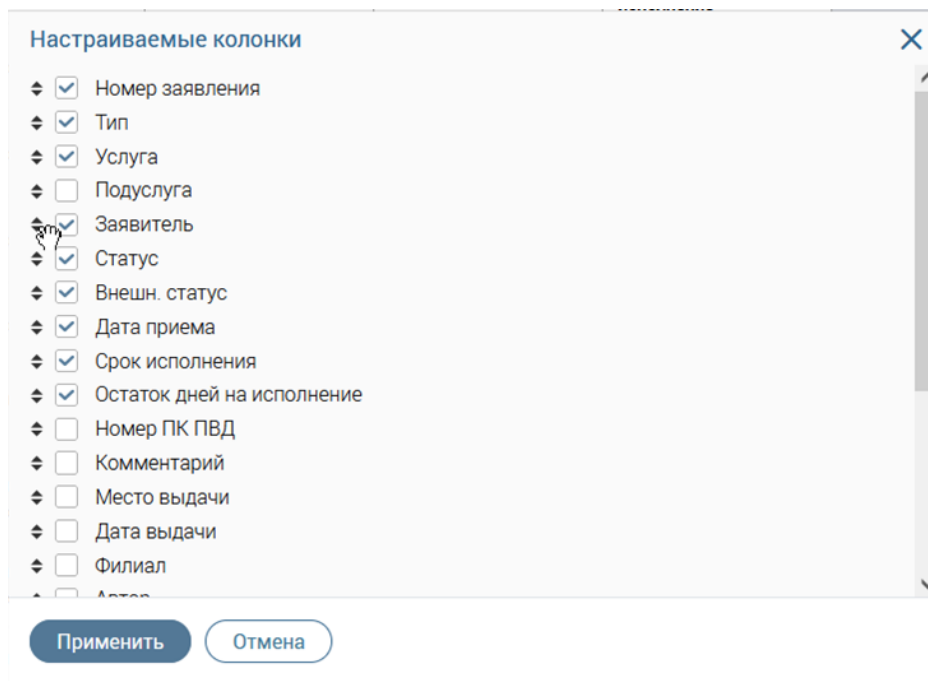 Настраиваемые колонки
Номер заявления
Тип
Услуга
Подуслуга
Заявитель
Статус
Внешн. статус
Дата приема
Срок исполнения
Остаток дней на исполнение
Номер ПК ПВД
Комментарий
Место выдачи
Дата выдачи
Филиал
Автор
Применить
Отмена